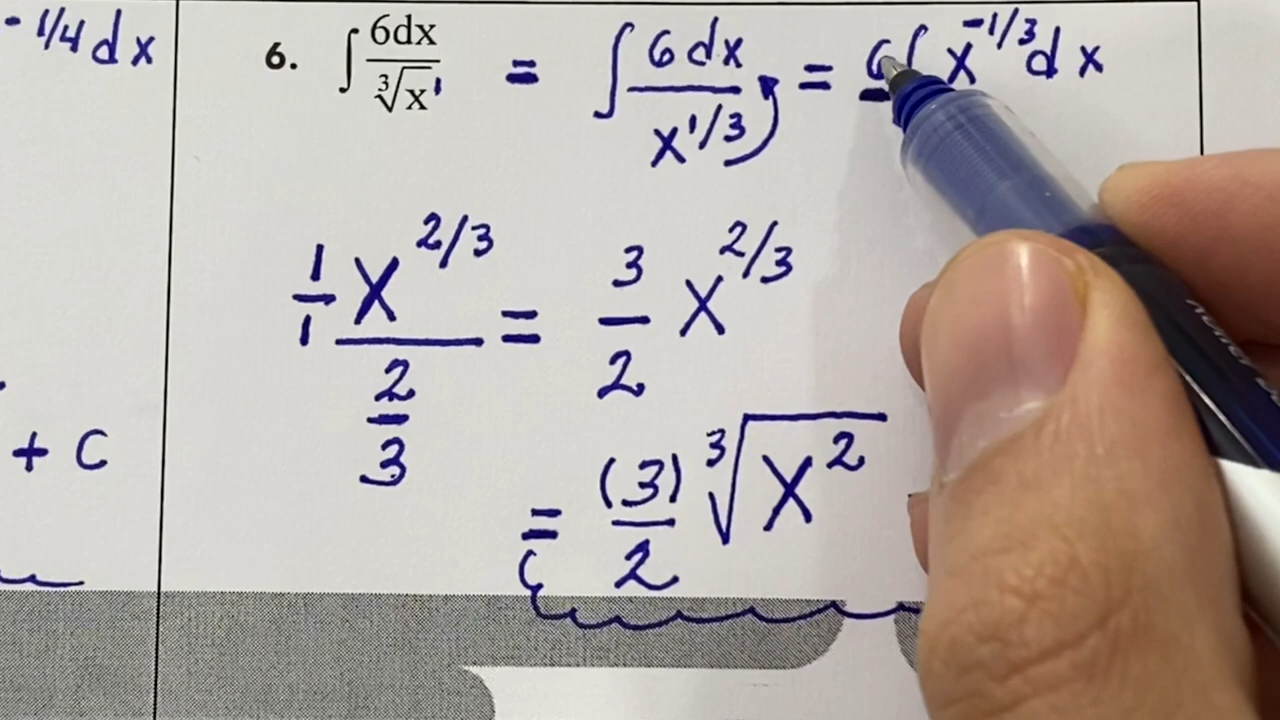 - 1/4 dx
6. ∫ 6dx / ∛x¹ = ∫ 6 dx / x^1/3 = 6∫ x^-1/3 dx
1/1 x^2/3 / 2/3 = 3/2 x^2/3
+ C
= (3)/2 ∛x^2